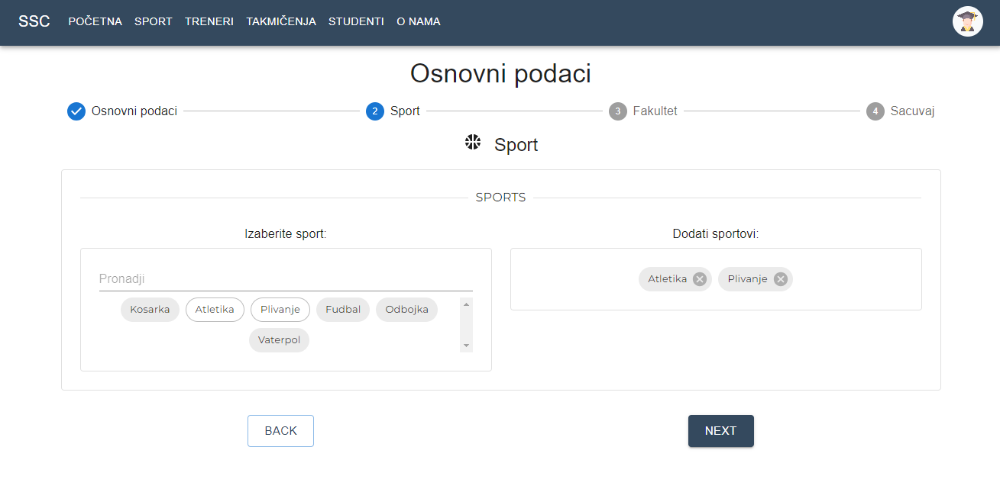 SSC POČETNA SPORT TRENERI TAKMIČENJA STUDENTI O NAMA
Osnovni podaci
Osnovni podaci 2 Sport 3 Fakultet 4 Sacuvaj
Sport
SPORTS
Izaberite sport:
Pronadji
Kosarka Atletika Plivanje Fudbal Odbojka
Vaterpol
Dodati sportovi:
Atletika Plivanje
BACK NEXT